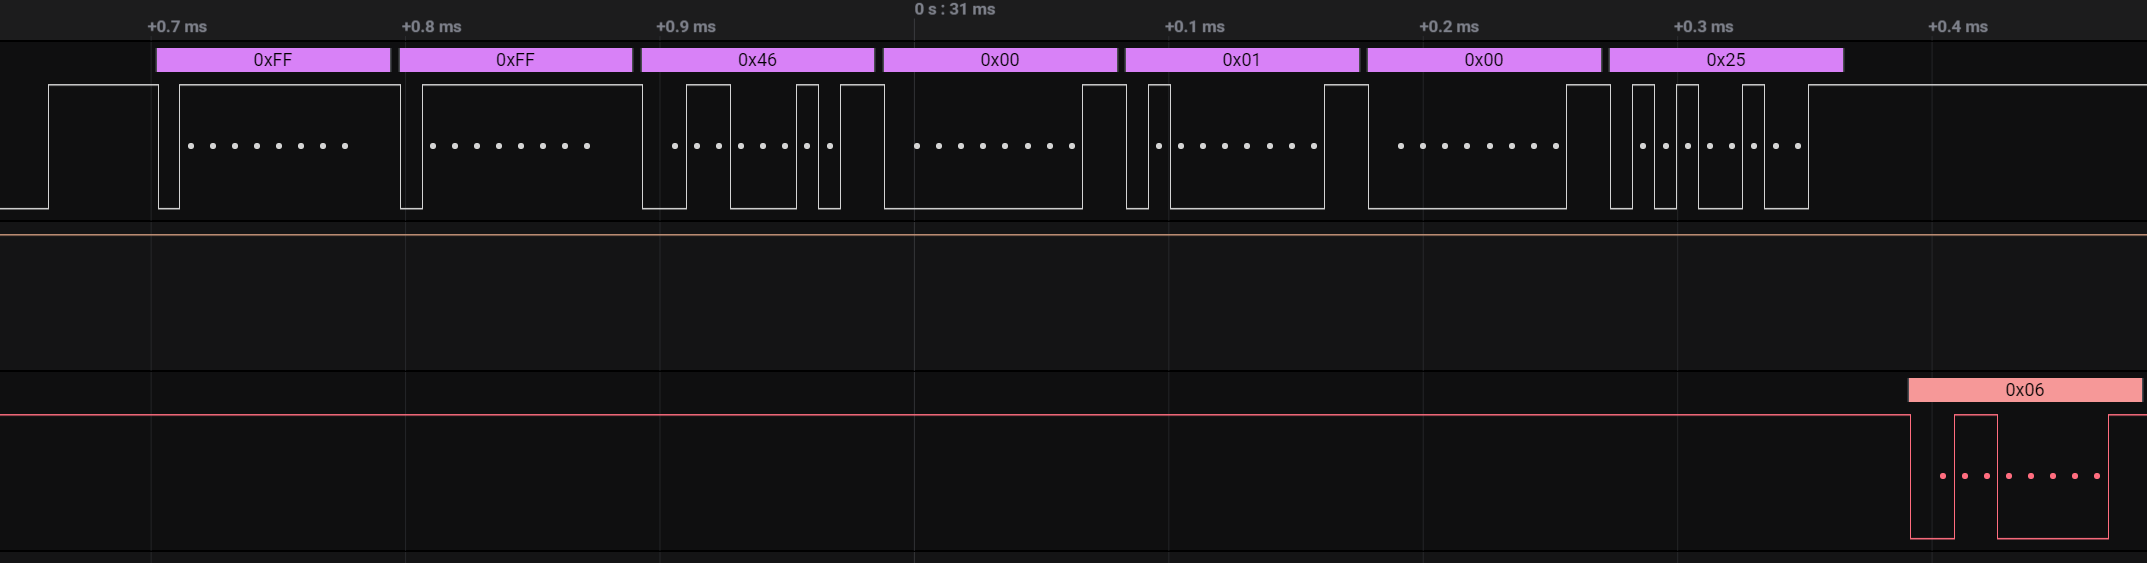 0 s : 31 ms
+0.7 ms +0.8 ms +0.9 ms +0.1 ms +0.2 ms +0.3 ms +0.4 ms
0xFF 0xFF 0x46 0x00 0x01 0x00 0x25
0x06